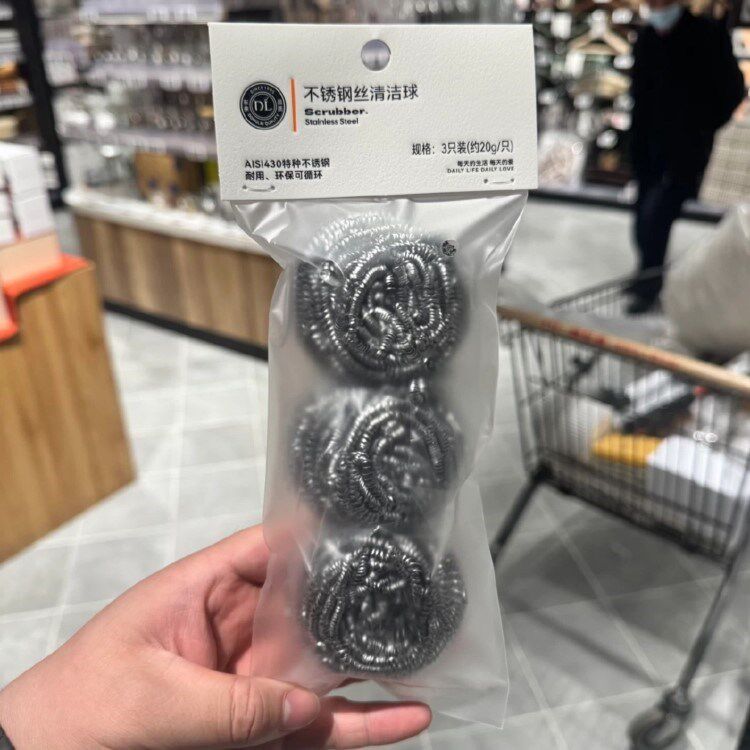 DL
不锈钢丝清洁球
Scrubber.
Stainless Steel
AISI430特种不锈钢
耐用、环保可循环
规格：3只装(约20g/只)
每天的生活 每天的爱
DAILY LIFE·DAILY LOVE